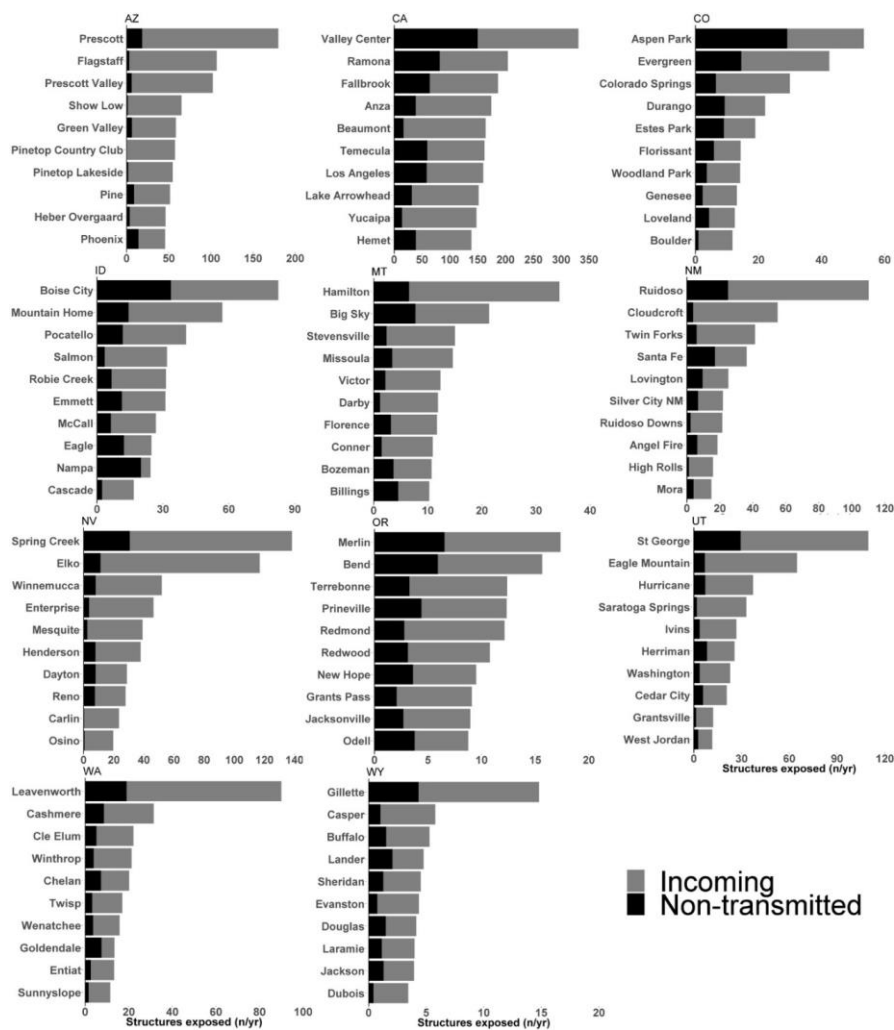 AZ
Prescott
Flagstaff
Prescott Valley
Show Low
Green Valley
Pinetop Country Club
Pinetop Lakeside
Pine
Heber Overgaard
Phoenix
0 50 100 150 200
CA
Valley Center
Ramona
Fallbrook
Anza
Beaumont
Temecula
Los Angeles
Lake Arrowhead
Yucaipa
Hemet
0 50 100 150 200 250 300 350
CO
Aspen Park
Evergreen
Colorado Springs
Durango
Estes Park
Florissant
Woodland Park
Genesee
Loveland
Boulder
0 20 40 60
ID
Boise City
Mountain Home
Pocatello
Salmon
Robie Creek
Emmett
McCall
Eagle
Nampa
Cascade
0 30 60 90
MT
Hamilton
Big Sky
Stevensville
Missoula
Victor
Darby
Florence
Conner
Bozeman
Billings
0 10 20 30 40
NM
Ruidoso
Cloudcroft
Twin Forks
Santa Fe
Lovington
Silver City NM
Ruidoso Downs
Angel Fire
High Rolls
Mora
0 20 40 60 80 100 120
NV
Spring Creek
Elko
Winnemucca
Enterprise
Mesquite
Henderson
Dayton
Reno
Carlin
Osino
0 20 40 60 80 100 120 140
OR
Merlin
Bend
Terrebonne
Prineville
Redmond
Redwood
New Hope
Grants Pass
Jacksonville
Odell
0 5 10 15 20
UT
St George
Eagle Mountain
Hurricane
Saratoga Springs
Ivins
Herriman
Washington
Cedar City
Grantsville
West Jordan
0 30 60 90 120
Structures exposed (n/yr)
WA
Leavenworth
Cashmere
Cle Elum
Winthrop
Chelan
Twisp
Wenatchee
Goldendale
Entiat
Sunnyslope
0 20 40 60 80 100
Structures exposed (n/yr)
WY
Gillette
Casper
Buffalo
Lander
Sheridan
Evanston
Douglas
Laramie
Jackson
Dubois
0 5 10 15 20
Structures exposed (n/yr)
Incoming
Non-transmitted